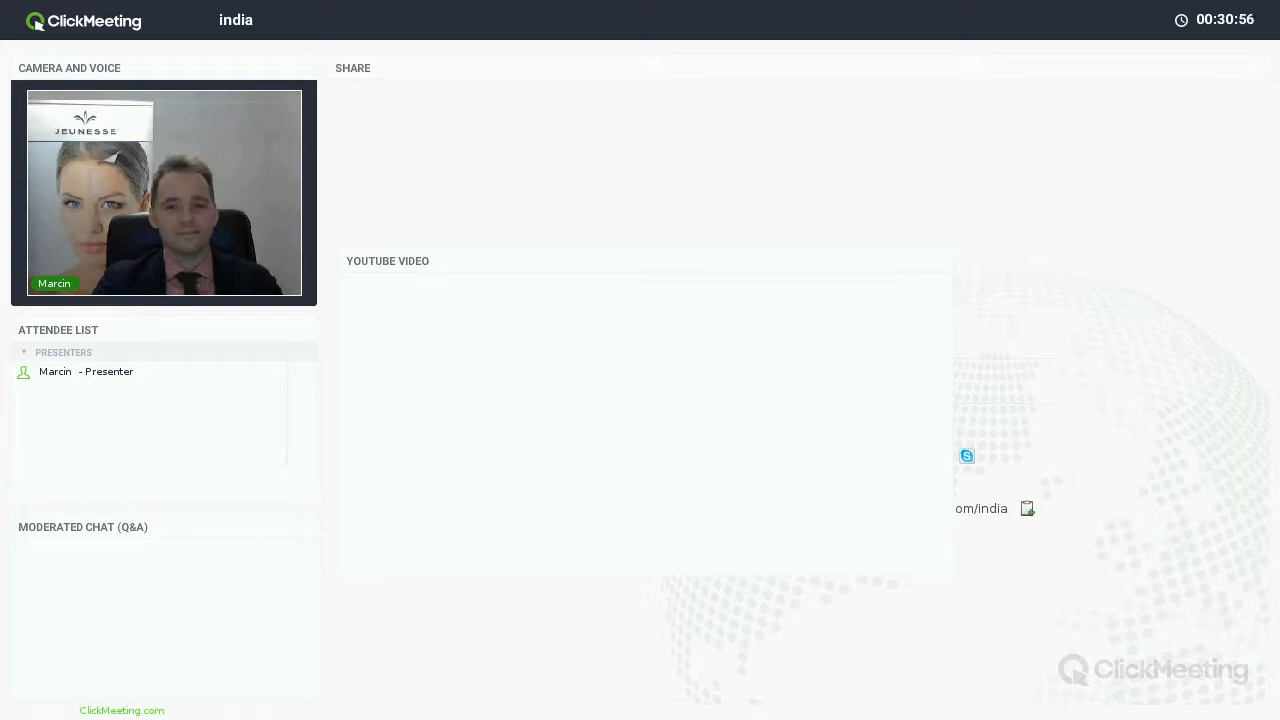 ClickMeeting
india
00:30:56
CAMERA AND VOICE
SHARE
JEUNESSE
Marcin
YOUTUBE VIDEO
ATTENDEE LIST
PRESENTERS
Marcin - Presenter
om/india
MODERATED CHAT (Q&A)
ClickMeeting
ClickMeeting.com